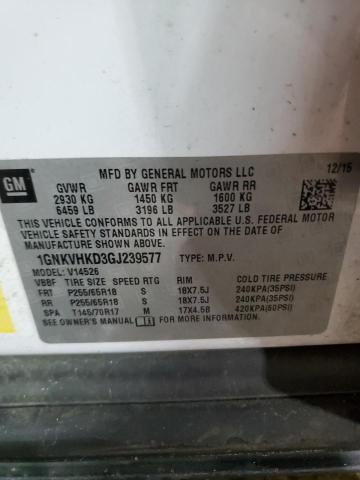 GM
MFD BY GENERAL MOTORS LLC
12/15
GVWR GAWR FRT GAWR RR
2930 KG 1450 KG 1600 KG
6459 LB 3196 LB 3527 LB
THIS VEHICLE CONFORMS TO ALL APPLICABLE U.S. FEDERAL MOTOR
VEHICLE SAFETY STANDARDS IN EFFECT ON THE DATE OF
MANUFACTURE SHOWN ABOVE.
1GNKVHKD3GJ239577 TYPE: M.P.V.
MODEL: V14526
VBBF TIRE SIZE SPEED RTG RIM COLD TIRE PRESSURE
FRT P255/65R18 S 18X7.5J 240KPA(35PSI)
RR P255/65R18 S 18X7.5J 240KPA(35PSI)
SPA T145/70R17 M 17X4.5B 420KPA(60PSI)
SEE OWNER'S MANUAL FOR ADDITIONAL INFORMATION.